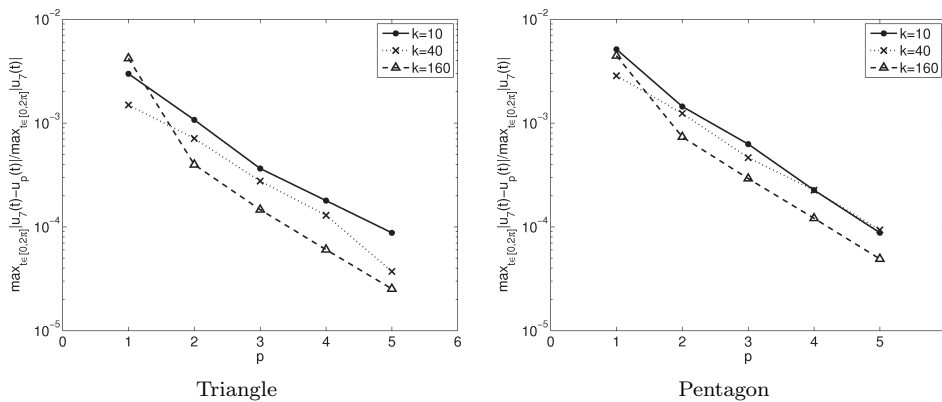 10⁻²
10⁻³
10⁻⁴
10⁻⁵
max_{t∈[0,2π]}|u_7(t)−u_p(t)|/max_{t∈[0,2π]}|u_7(t)|
k=10
k=40
k=160
0 1 2 3 4 5 6
p
Triangle
10⁻²
10⁻³
10⁻⁴
10⁻⁵
max_{t∈[0,2π]}|u_7(t)−u_p(t)|/max_{t∈[0,2π]}|u_7(t)|
k=10
k=40
k=160
0 1 2 3 4 5
p
Pentagon